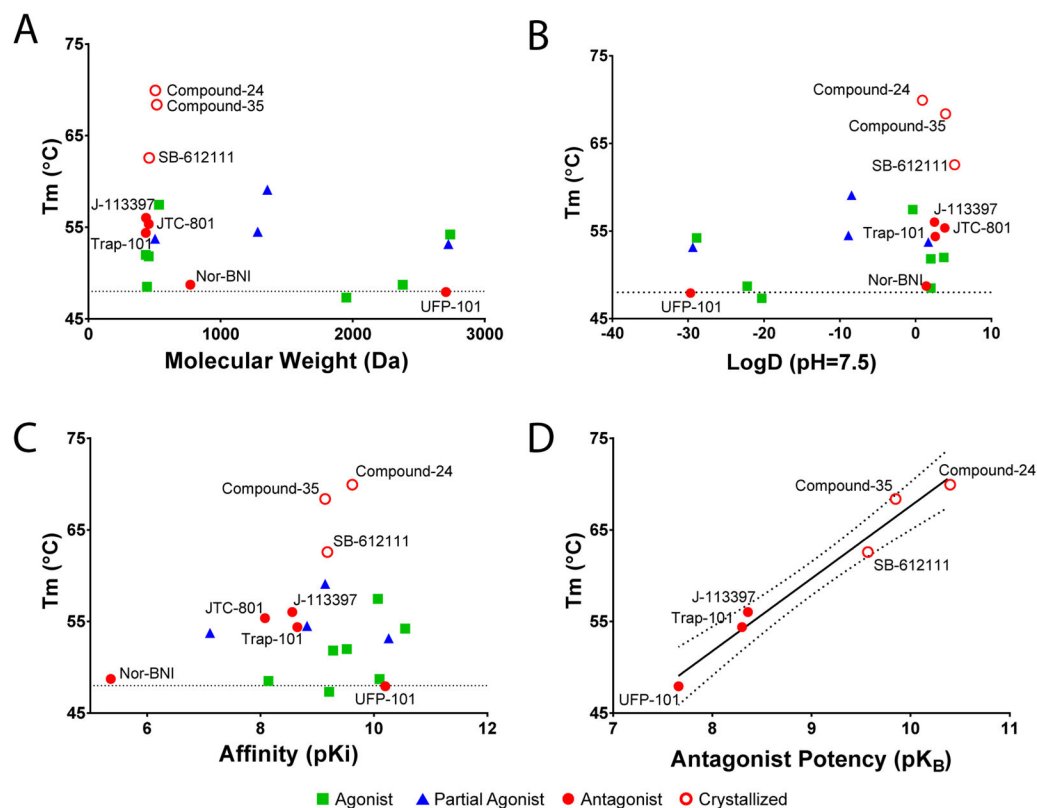 A
75
65
55
45
Tm (°C)
Compound-24
Compound-35
SB-612111
J-113397
JTC-801
Trap-101
Nor-BNI
UFP-101
0
1000
2000
3000
Molecular Weight (Da)
B
75
65
55
45
Tm (°C)
Compound-24
Compound-35
SB-612111
J-113397
Trap-101
JTC-801
Nor-BNI
UFP-101
-40
-30
-20
-10
0
10
LogD (pH=7.5)
C
75
65
55
45
Tm (°C)
Compound-24
Compound-35
SB-612111
JTC-801
J-113397
Trap-101
Nor-BNI
UFP-101
6
8
10
12
Affinity (pKi)
D
75
65
55
45
Tm (°C)
Compound-35
Compound-24
SB-612111
J-113397
Trap-101
UFP-101
7
8
9
10
11
Antagonist Potency (pKB)
Agonist
Partial Agonist
Antagonist
Crystallized